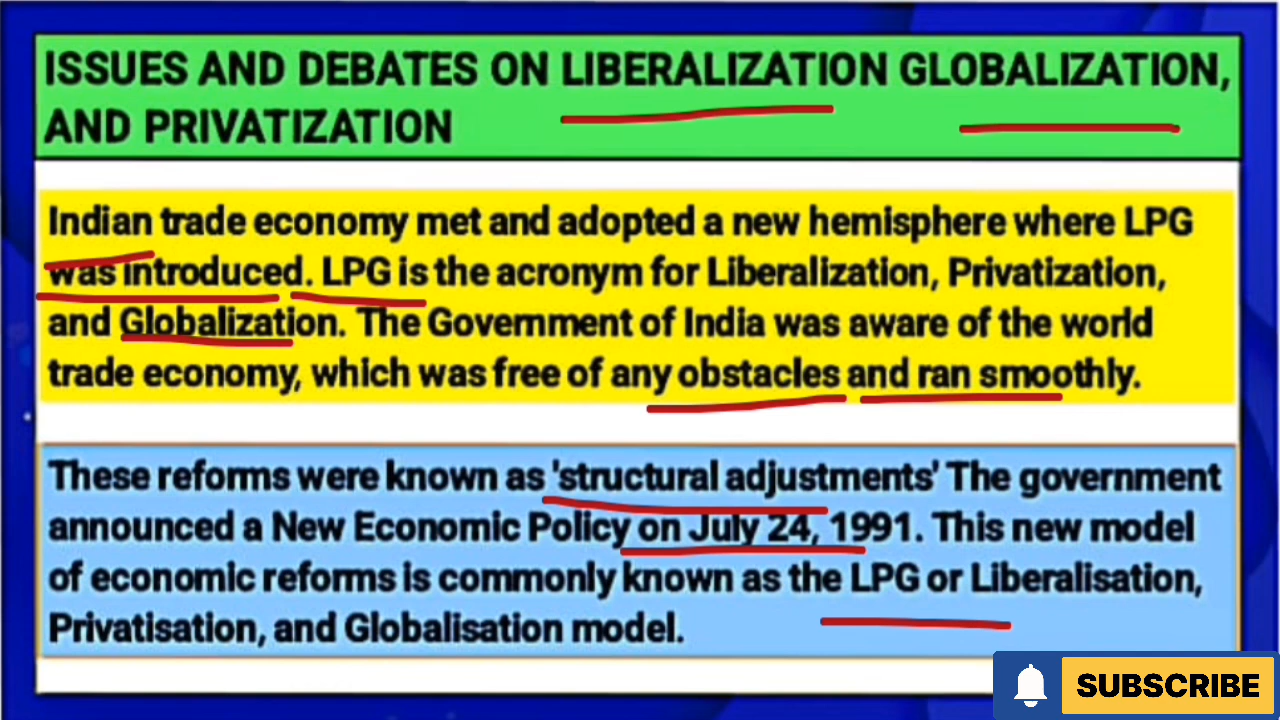 ISSUES AND DEBATES ON LIBERALIZATION GLOBALIZATION,
AND PRIVATIZATION
Indian trade economy met and adopted a new hemisphere where LPG
was introduced. LPG is the acronym for Liberalization, Privatization,
and Globalization. The Government of India was aware of the world
trade economy, which was free of any obstacles and ran smoothly.
These reforms were known as 'structural adjustments' The government
announced a New Economic Policy on July 24, 1991. This new model
of economic reforms is commonly known as the LPG or Liberalisation,
Privatisation, and Globalisation model.
SUBSCRIBE